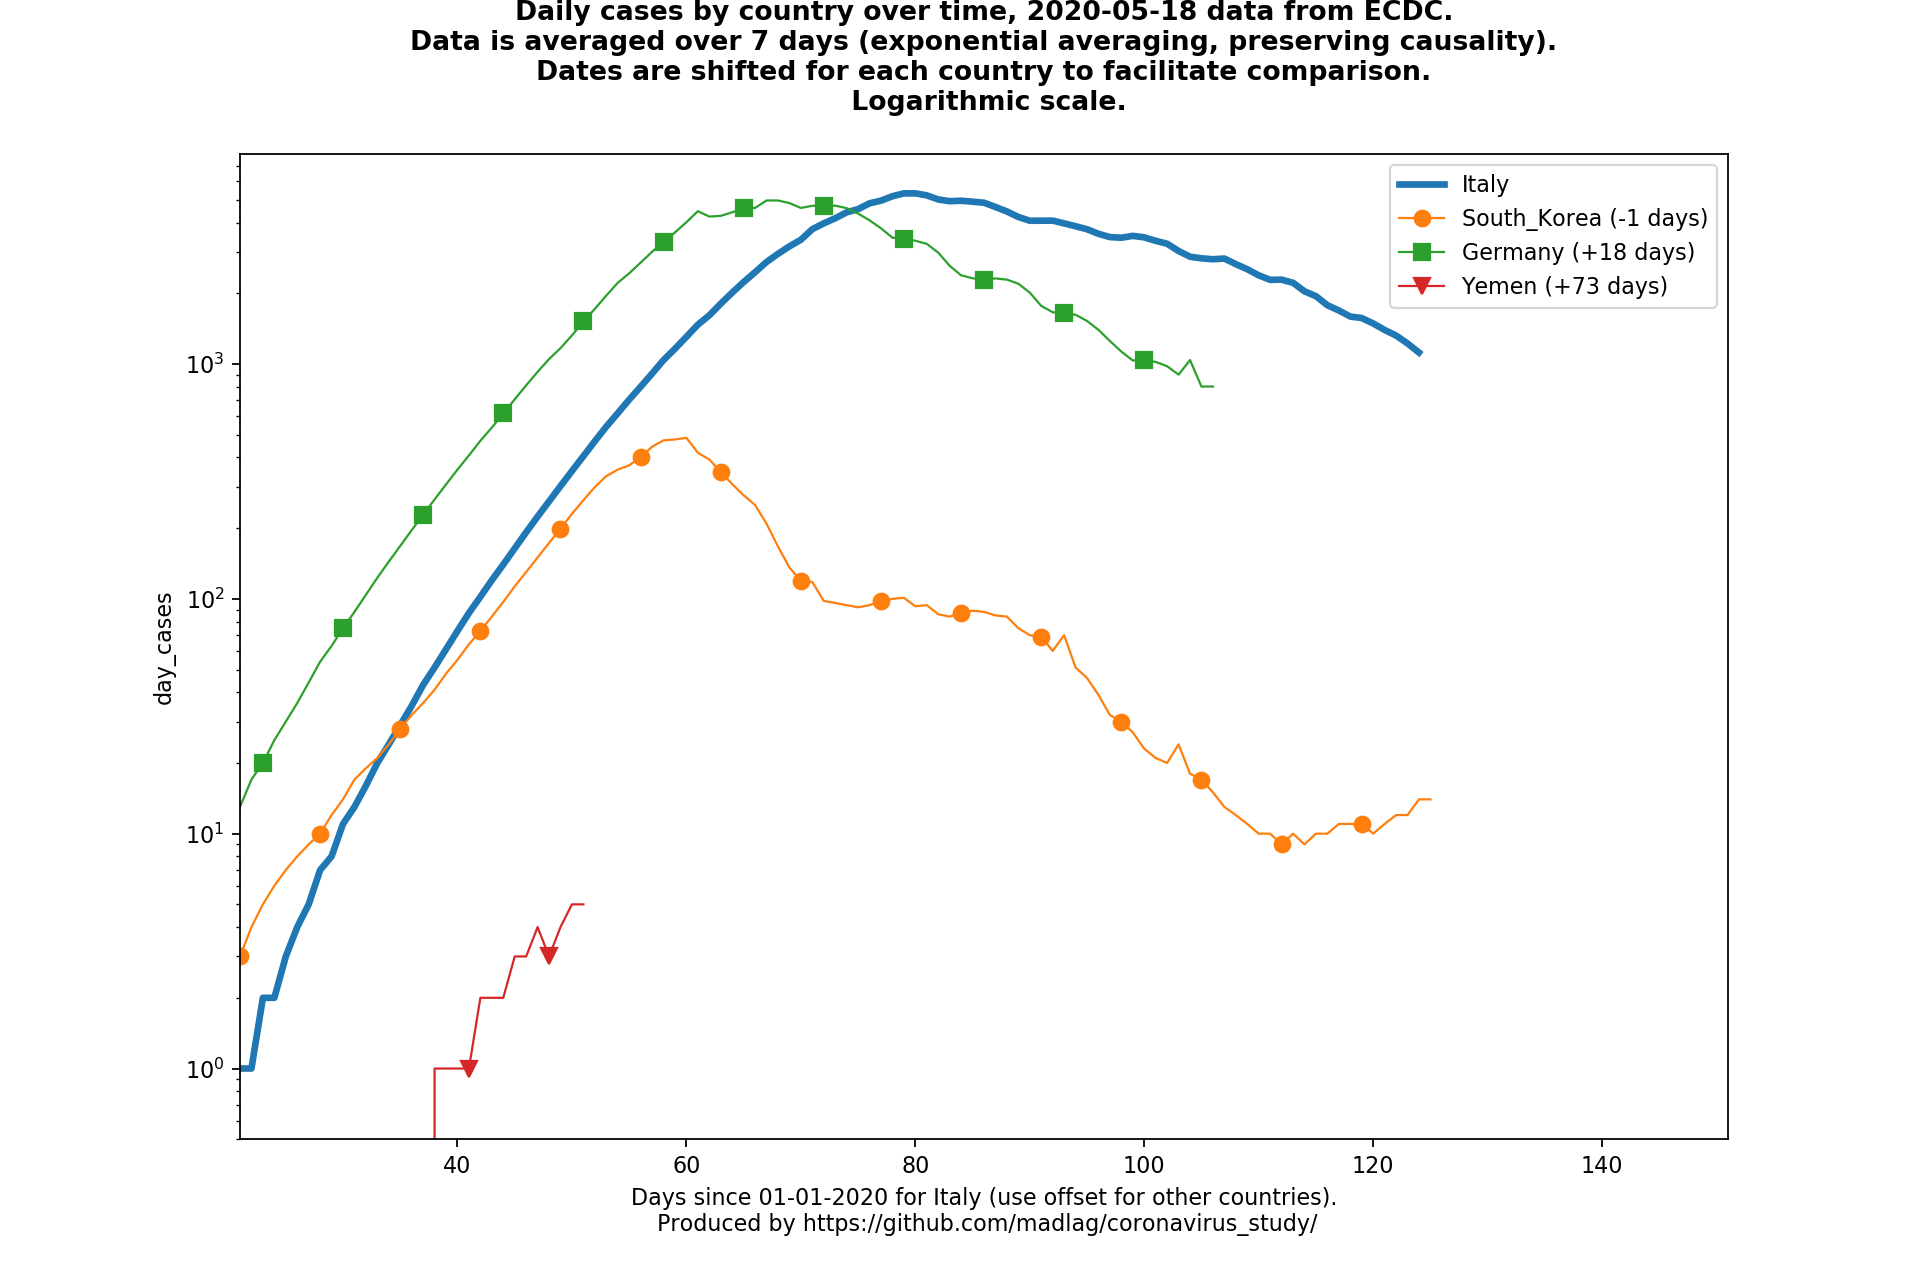 Daily cases by country over time, 2020-05-18 data from ECDC.
Data is averaged over 7 days (exponential averaging, preserving causality).
Dates are shifted for each country to facilitate comparison.
Logarithmic scale.
Italy
South_Korea (-1 days)
Germany (+18 days)
Yemen (+73 days)
10³
10²
10¹
10⁰
day_cases
40 60 80 100 120 140
Days since 01-01-2020 for Italy (use offset for other countries).
Produced by https://github.com/madlag/coronavirus_study/